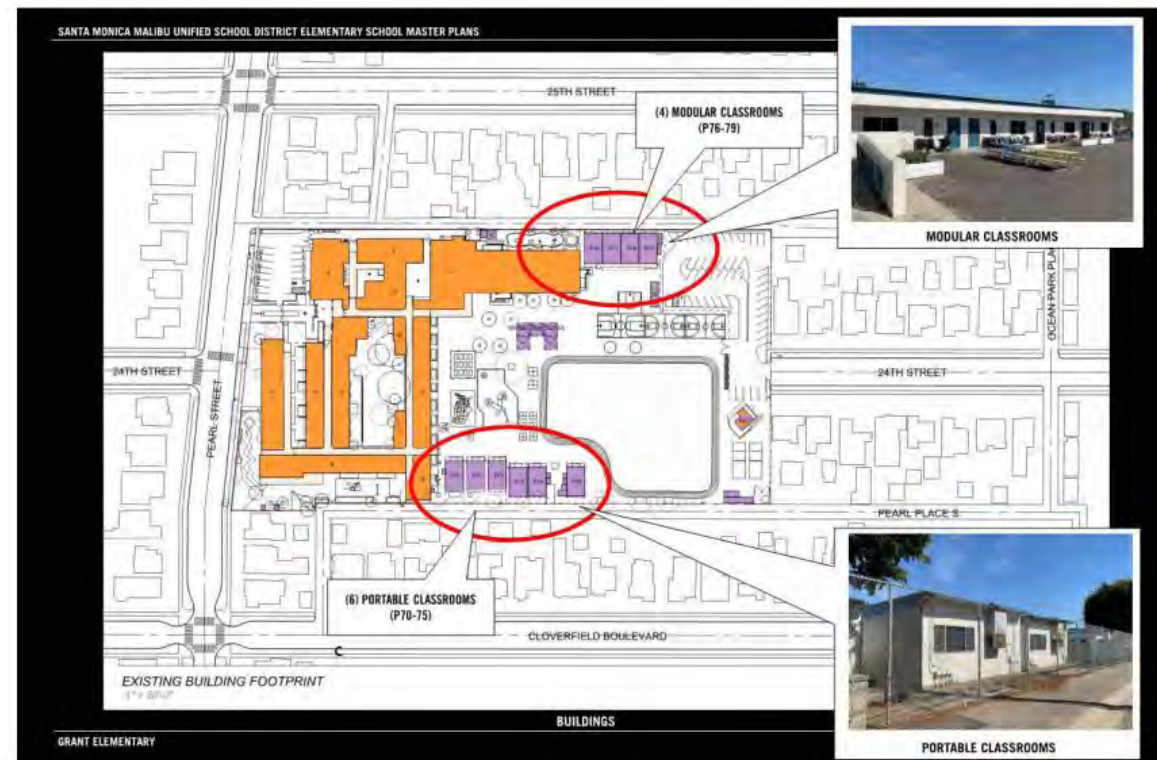 SANTA MONICA MALIBU UNIFIED SCHOOL DISTRICT ELEMENTARY SCHOOL MASTER PLANS
25TH STREET
(4) MODULAR CLASSROOMS
(P76-79)
MODULAR CLASSROOMS
OCEAN PARK PLAC
24TH STREET
PEARL STREET
24TH STREET
PEARL PLACE S.
(6) PORTABLE CLASSROOMS
(P70-75)
CLOVERFIELD BOULEVARD
C
EXISTING BUILDING FOOTPRINT
BUILDINGS
GRANT ELEMENTARY
PORTABLE CLASSROOMS